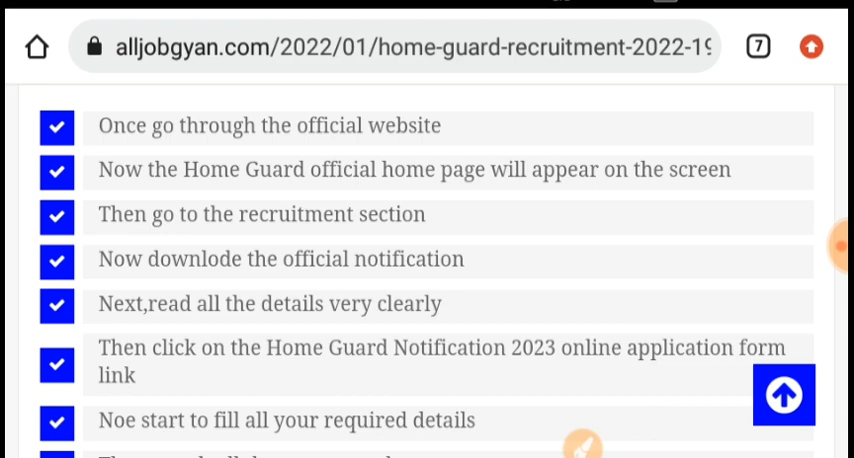 alljobgyan.com/2022/01/home-guard-recruitment-2022-19
7
Once go through the official website
Now the Home Guard official home page will appear on the screen
Then go to the recruitment section
Now downlode the official notification
Next,read all the details very clearly
Then click on the Home Guard Notification 2023 online application form
link
Noe start to fill all your required details